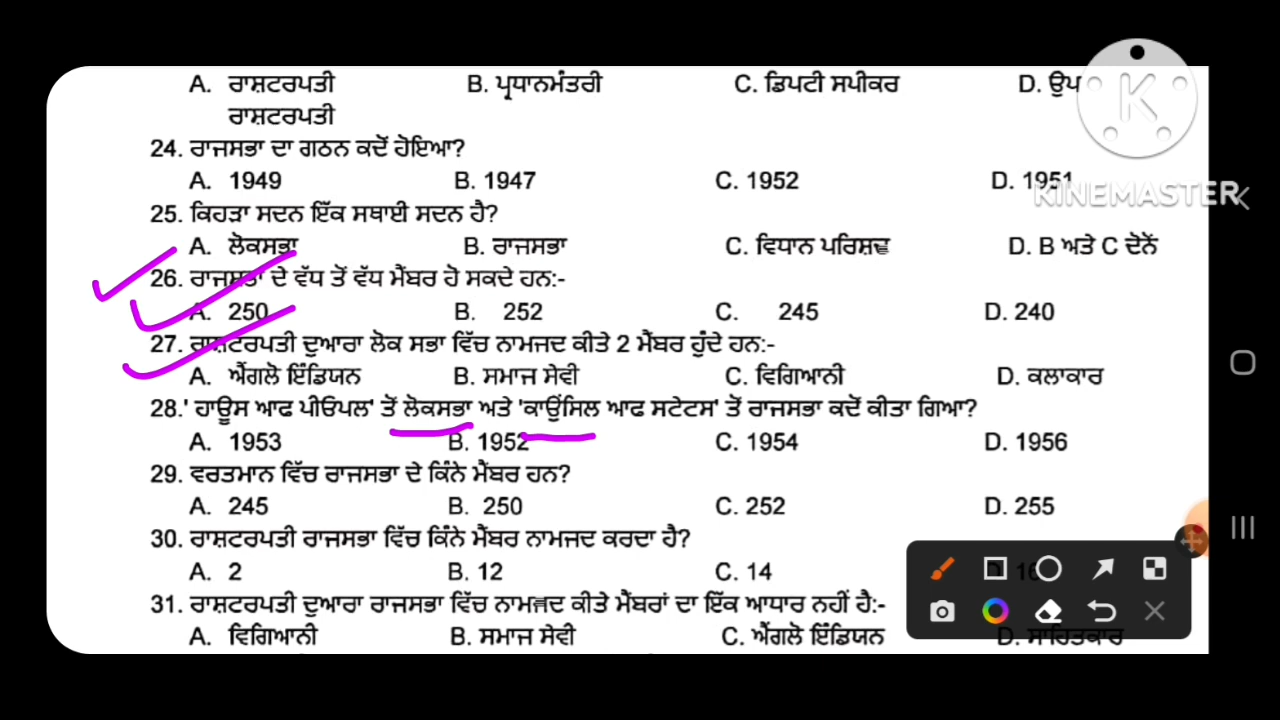 A. ਰਾਸ਼ਟਰਪਤੀ B. ਪ੍ਰਧਾਨਮੰਤਰੀ C. ਡਿਪਟੀ ਸਪੀਕਰ D. ਉਪ
ਰਾਸ਼ਟਰਪਤੀ
24. ਰਾਜਸਭਾ ਦਾ ਗਠਨ ਕਦੋਂ ਹੋਇਆ?
A. 1949 B. 1947 C. 1952 D. 1951
KINEMASTER
25. ਕਿਹੜਾ ਸਦਨ ਇੱਕ ਸਥਾਈ ਸਦਨ ਹੈ?
A. ਲੋਕਸਭਾ B. ਰਾਜਸਭਾ C. ਵਿਧਾਨ ਪਰਿਸ਼ਦ D. B ਅਤੇ C ਦੋਨੋਂ
26. ਰਾਜਸਭਾ ਦੇ ਵੱਧ ਤੋਂ ਵੱਧ ਮੈਂਬਰ ਹੋ ਸਕਦੇ ਹਨ:-
A. 250 B. 252 C. 245 D. 240
27. ਰਾਸ਼ਟਰਪਤੀ ਦੁਆਰਾ ਲੋਕ ਸਭਾ ਵਿੱਚ ਨਾਮਜਦ ਕੀਤੇ 2 ਮੈਂਬਰ ਹੁੰਦੇ ਹਨ:-
A. ਐਂਗਲੋ ਇੰਡਿਯਨ B. ਸਮਾਜ ਸੇਵੀ C. ਵਿਗਿਆਨੀ D. ਕਲਾਕਾਰ
28.' ਹਾਊਸ ਆਫ ਪੀਓਪਲ' ਤੋਂ ਲੋਕਸਭਾ ਅਤੇ 'ਕਾਉਂਸਿਲ ਆਫ ਸਟੇਟਸ' ਤੋਂ ਰਾਜਸਭਾ ਕਦੋਂ ਕੀਤਾ ਗਿਆ?
A. 1953 B. 1952 C. 1954 D. 1956
29. ਵਰਤਮਾਨ ਵਿੱਚ ਰਾਜਸਭਾ ਦੇ ਕਿੰਨੇ ਮੈਂਬਰ ਹਨ?
A. 245 B. 250 C. 252 D. 255
30. ਰਾਸ਼ਟਰਪਤੀ ਰਾਜਸਭਾ ਵਿੱਚ ਕਿੰਨੇ ਮੈਂਬਰ ਨਾਮਜਦ ਕਰਦਾ ਹੈ?
A. 2 B. 12 C. 14 D. 16
31. ਰਾਸ਼ਟਰਪਤੀ ਦੁਆਰਾ ਰਾਜਸਭਾ ਵਿੱਚ ਨਾਮਜਦ ਕੀਤੇ ਮੈਂਬਰਾਂ ਦਾ ਇੱਕ ਆਧਾਰ ਨਹੀਂ ਹੈ:-
A. ਵਿਗਿਆਨੀ B. ਸਮਾਜ ਸੇਵੀ C. ਐਂਗਲੋ ਇੰਡਿਯਨ D. ਸਾਹਿਤਕਾਰ